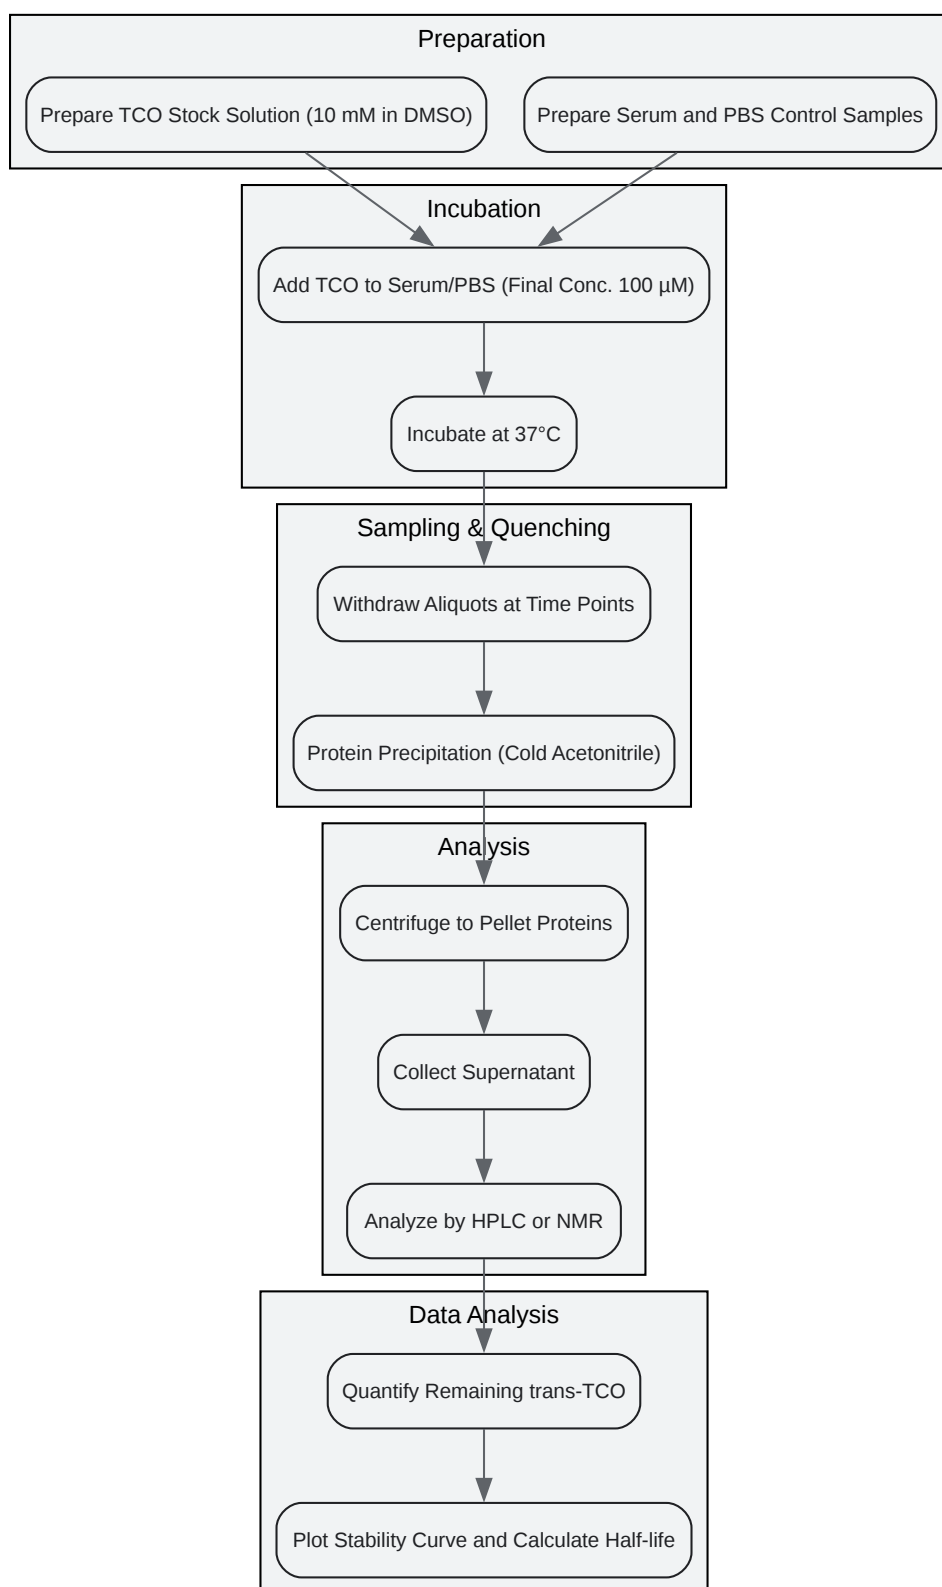 Preparation
Prepare TCO Stock Solution (10 mM in DMSO)
Prepare Serum and PBS Control Samples
Incubation
Add TCO to Serum/PBS (Final Conc. 100 µM)
Incubate at 37°C
Sampling & Quenching
Withdraw Aliquots at Time Points
Protein Precipitation (Cold Acetonitrile)
Analysis
Centrifuge to Pellet Proteins
Collect Supernatant
Analyze by HPLC or NMR
Data Analysis
Quantify Remaining trans-TCO
Plot Stability Curve and Calculate Half-life